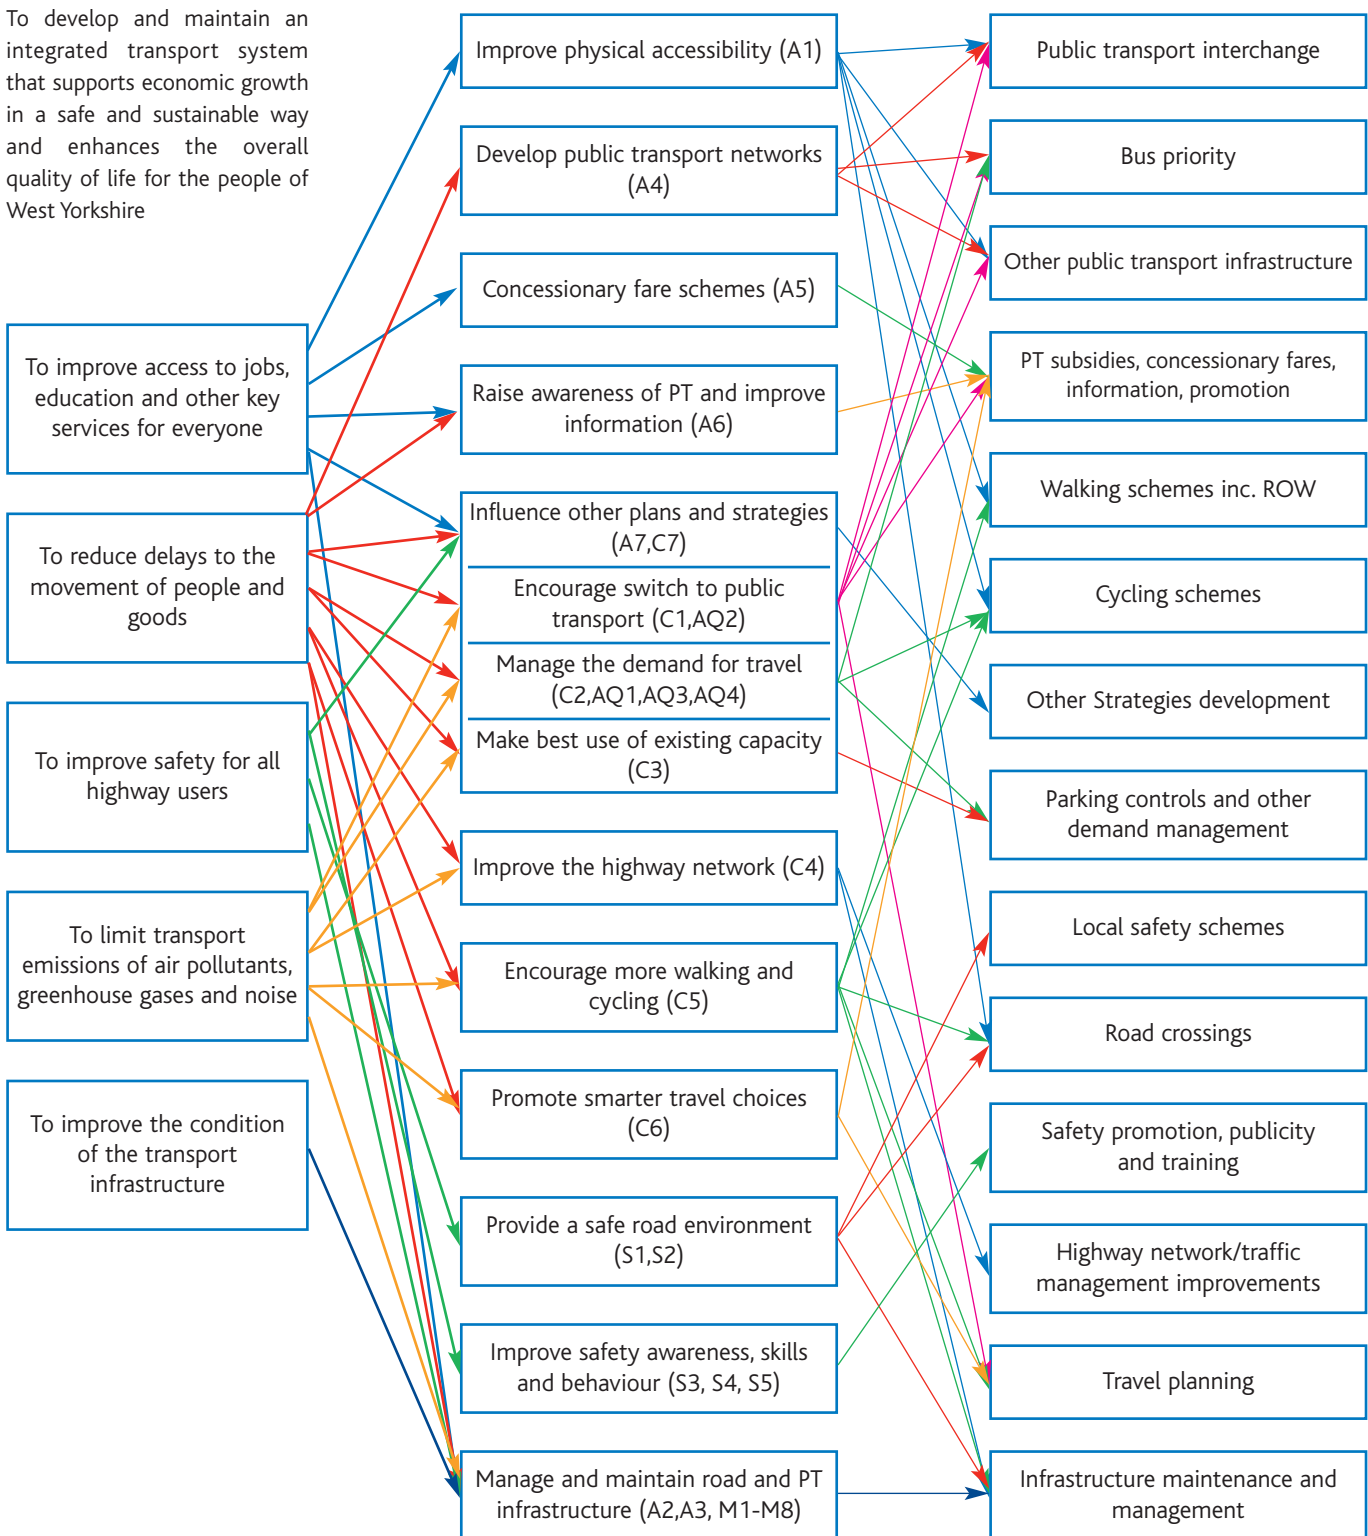 To develop and maintain an
integrated transport system
that supports economic growth
in a safe and sustainable way
and enhances the overall
quality of life for the people of
West Yorkshire
To improve access to jobs,
education and other key
services for everyone
To reduce delays to the
movement of people and
goods
To improve safety for all
highway users
To limit transport
emissions of air pollutants,
greenhouse gases and noise
To improve the condition
of the transport
infrastructure
Improve physical accessibility (A1)
Develop public transport networks
(A4)
Concessionary fare schemes (A5)
Raise awareness of PT and improve
information (A6)
Influence other plans and strategies
(A7,C7)
Encourage switch to public
transport (C1,AQ2)
Manage the demand for travel
(C2,AQ1,AQ3,AQ4)
Make best use of existing capacity
(C3)
Improve the highway network (C4)
Encourage more walking and
cycling (C5)
Promote smarter travel choices
(C6)
Provide a safe road environment
(S1,S2)
Improve safety awareness, skills
and behaviour (S3, S4, S5)
Manage and maintain road and PT
infrastructure (A2,A3, M1-M8)
Public transport interchange
Bus priority
Other public transport infrastructure
PT subsidies, concessionary fares,
information, promotion
Walking schemes inc. ROW
Cycling schemes
Other Strategies development
Parking controls and other
demand management
Local safety schemes
Road crossings
Safety promotion, publicity
and training
Highway network/traffic
management improvements
Travel planning
Infrastructure maintenance and
management